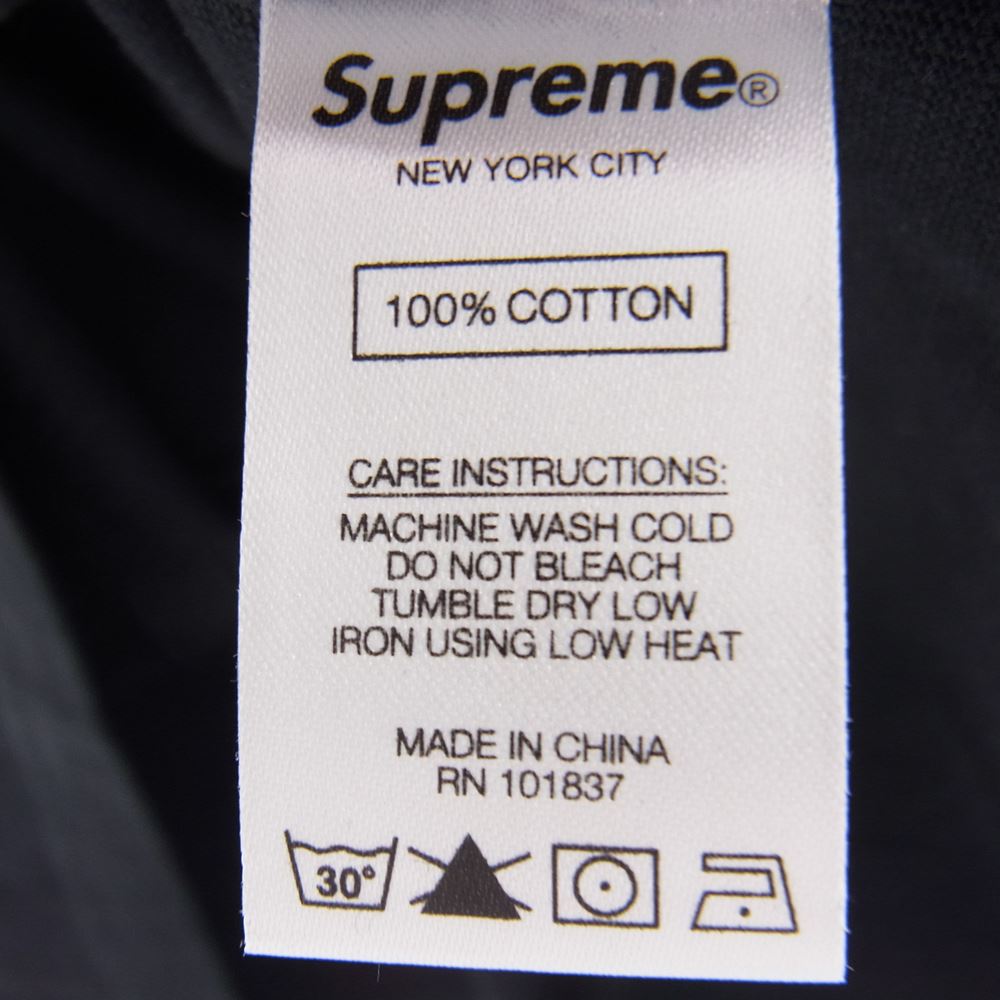 Supreme®
NEW YORK CITY
100% COTTON
CARE INSTRUCTIONS:
MACHINE WASH COLD
DO NOT BLEACH
TUMBLE DRY LOW
IRON USING LOW HEAT
MADE IN CHINA
RN 101837
30°